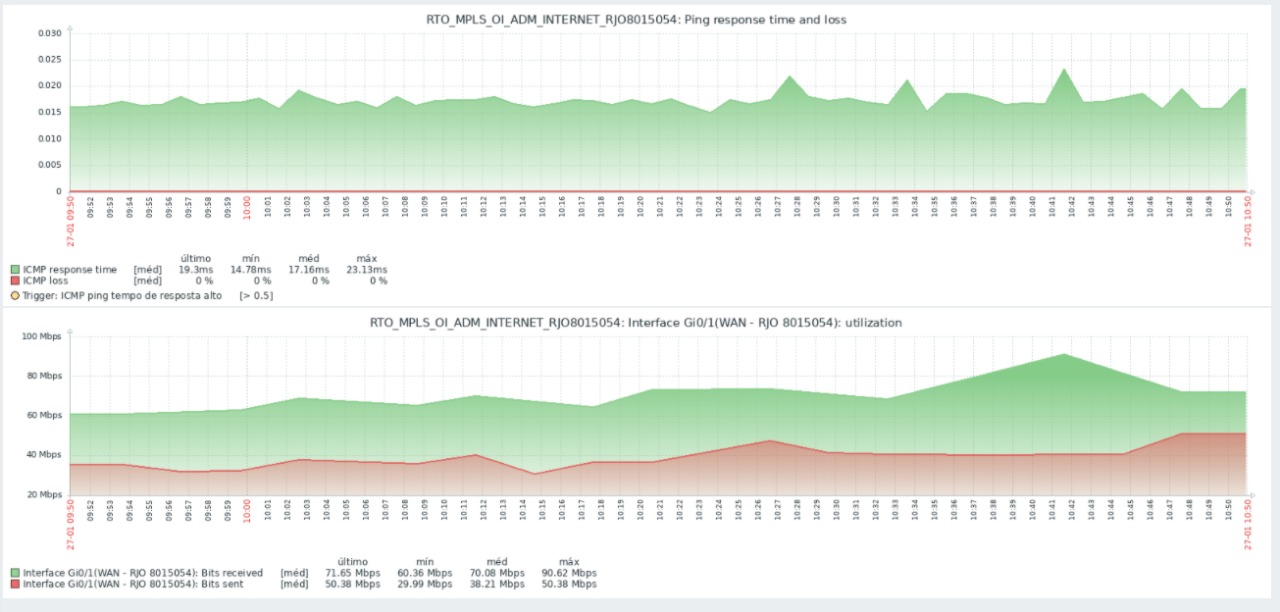 RTO_MPLS_OI_ADM_INTERNET_RJO8015054: Ping response time and loss
0.030
0.025
0.020
0.015
0.010
0.005
0
27-01 09:50 09:52 09:53 09:54 09:55 09:56 09:57 09:58 09:59 10:00 10:01 10:02 10:03 10:04 10:05 10:06 10:07 10:08 10:09 10:10 10:11 10:12 10:13 10:14 10:15 10:16 10:17 10:18 10:19 10:20 10:21 10:22 10:23 10:24 10:25 10:26 10:27 10:28 10:29 10:30 10:31 10:32 10:33 10:34 10:35 10:36 10:37 10:38 10:39 10:40 10:41 10:42 10:43 10:44 10:45 10:46 10:47 10:48 10:49 10:50 27-01 10:50
último mín méd máx
ICMP response time [méd] 19.3ms 14.78ms 17.16ms 23.13ms
ICMP loss [méd] 0 % 0 % 0 % 0 %
Trigger: ICMP ping tempo de resposta alto [> 0.5]
RTO_MPLS_OI_ADM_INTERNET_RJO8015054: Interface Gi0/1(WAN - RJO 8015054): utilization
100 Mbps
80 Mbps
60 Mbps
40 Mbps
20 Mbps
27-01 09:50 09:52 09:53 09:54 09:55 09:56 09:57 09:58 09:59 10:00 10:01 10:02 10:03 10:04 10:05 10:06 10:07 10:08 10:09 10:10 10:11 10:12 10:13 10:14 10:15 10:16 10:17 10:18 10:19 10:20 10:21 10:22 10:23 10:24 10:25 10:26 10:27 10:28 10:29 10:30 10:31 10:32 10:33 10:34 10:35 10:36 10:37 10:38 10:39 10:40 10:41 10:42 10:43 10:44 10:45 10:46 10:47 10:48 10:49 10:50 27-01 10:50
último mín méd máx
Interface Gi0/1(WAN - RJO 8015054): Bits received [méd] 71.65 Mbps 60.36 Mbps 70.08 Mbps 90.62 Mbps
Interface Gi0/1(WAN - RJO 8015054): Bits sent [méd] 50.38 Mbps 29.99 Mbps 38.21 Mbps 50.38 Mbps